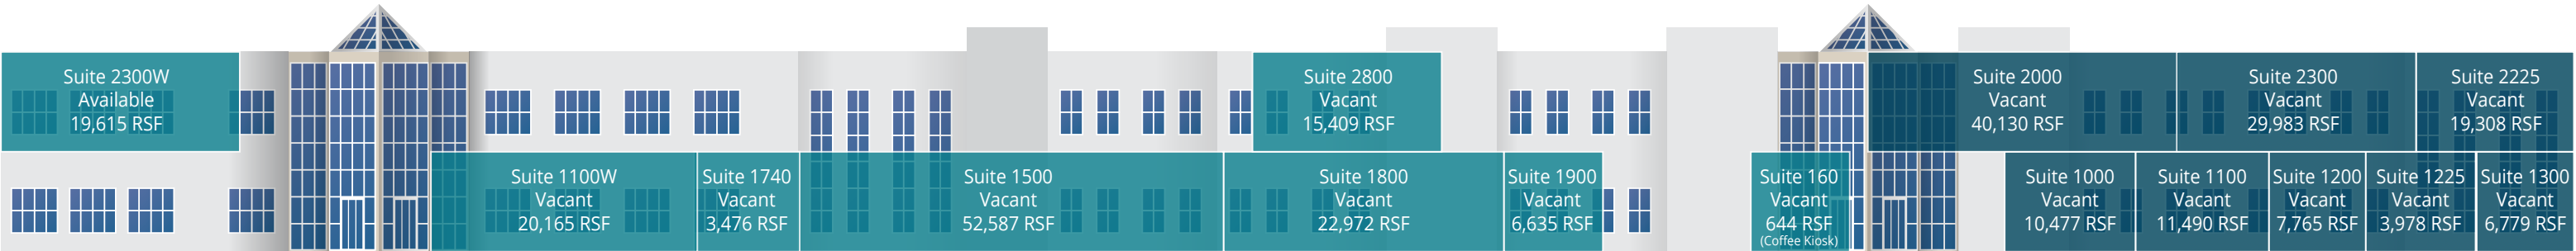 Suite 2300W
Available
19,615 RSF
Suite 2800
Vacant
15,409 RSF
Suite 2000
Vacant
40,130 RSF
Suite 2300
Vacant
29,983 RSF
Suite 2225
Vacant
19,308 RSF
Suite 1100W
Vacant
20,165 RSF
Suite 1740
Vacant
3,476 RSF
Suite 1500
Vacant
52,587 RSF
Suite 1800
Vacant
22,972 RSF
Suite 1900
Vacant
6,635 RSF
Suite 160
Vacant
644 RSF
(Coffee Kiosk)
Suite 1000
Vacant
10,477 RSF
Suite 1100
Vacant
11,490 RSF
Suite 1200
Vacant
7,765 RSF
Suite 1225
Vacant
3,978 RSF
Suite 1300
Vacant
6,779 RSF